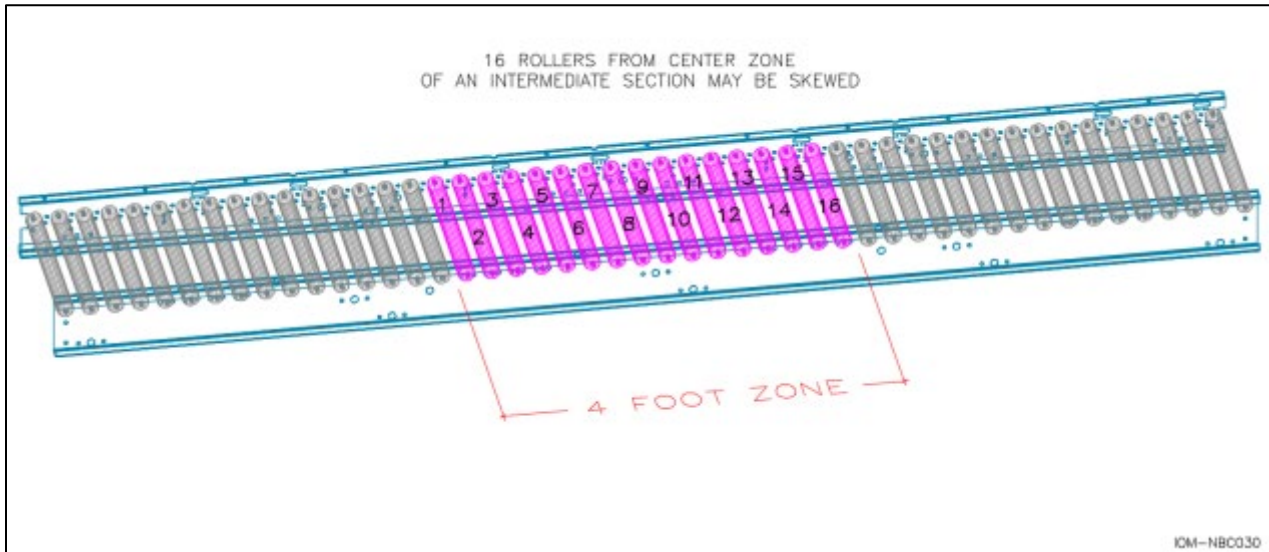 16 ROLLERS FROM CENTER ZONE
OF AN INTERMEDIATE SECTION MAY BE SKEWED
1 3 5 7 9 11 13 15
2 4 6 8 10 12 14 16
4 FOOT ZONE
IOM-NBC030